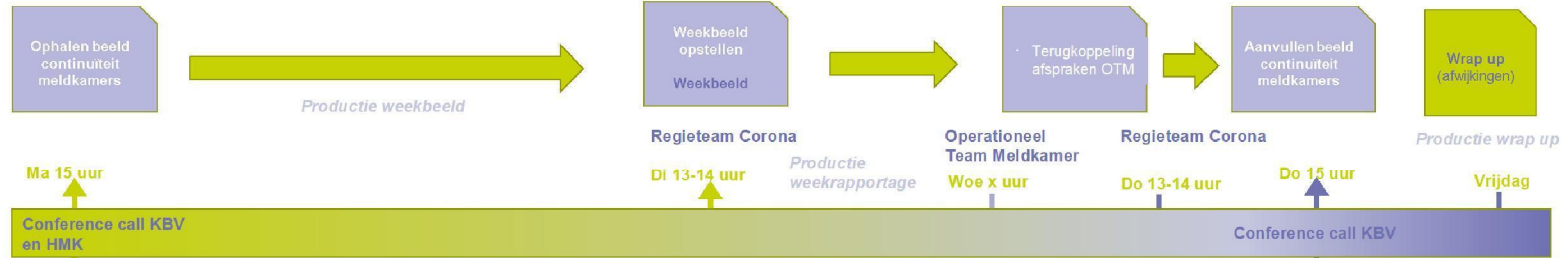 Ophalen beeld
continuïteit
meldkamers
Productie weekbeeld
Weekbeeld
opstellen
Weekbeeld
· Terugkoppeling
afspraken OTM
Aanvullen beeld
continuïteit
meldkamers
Wrap up
(afwijkingen)
Regieteam Corona
Operationeel
Team Meldkamer
Regieteam Corona
Productie wrap up
Productie
weekrapportage
Ma 15 uur
Di 13-14 uur
Woe x uur
Do 13-14 uur
Do 15 uur
Vrijdag
Conference call KBV
en HMK
Conference call KBV